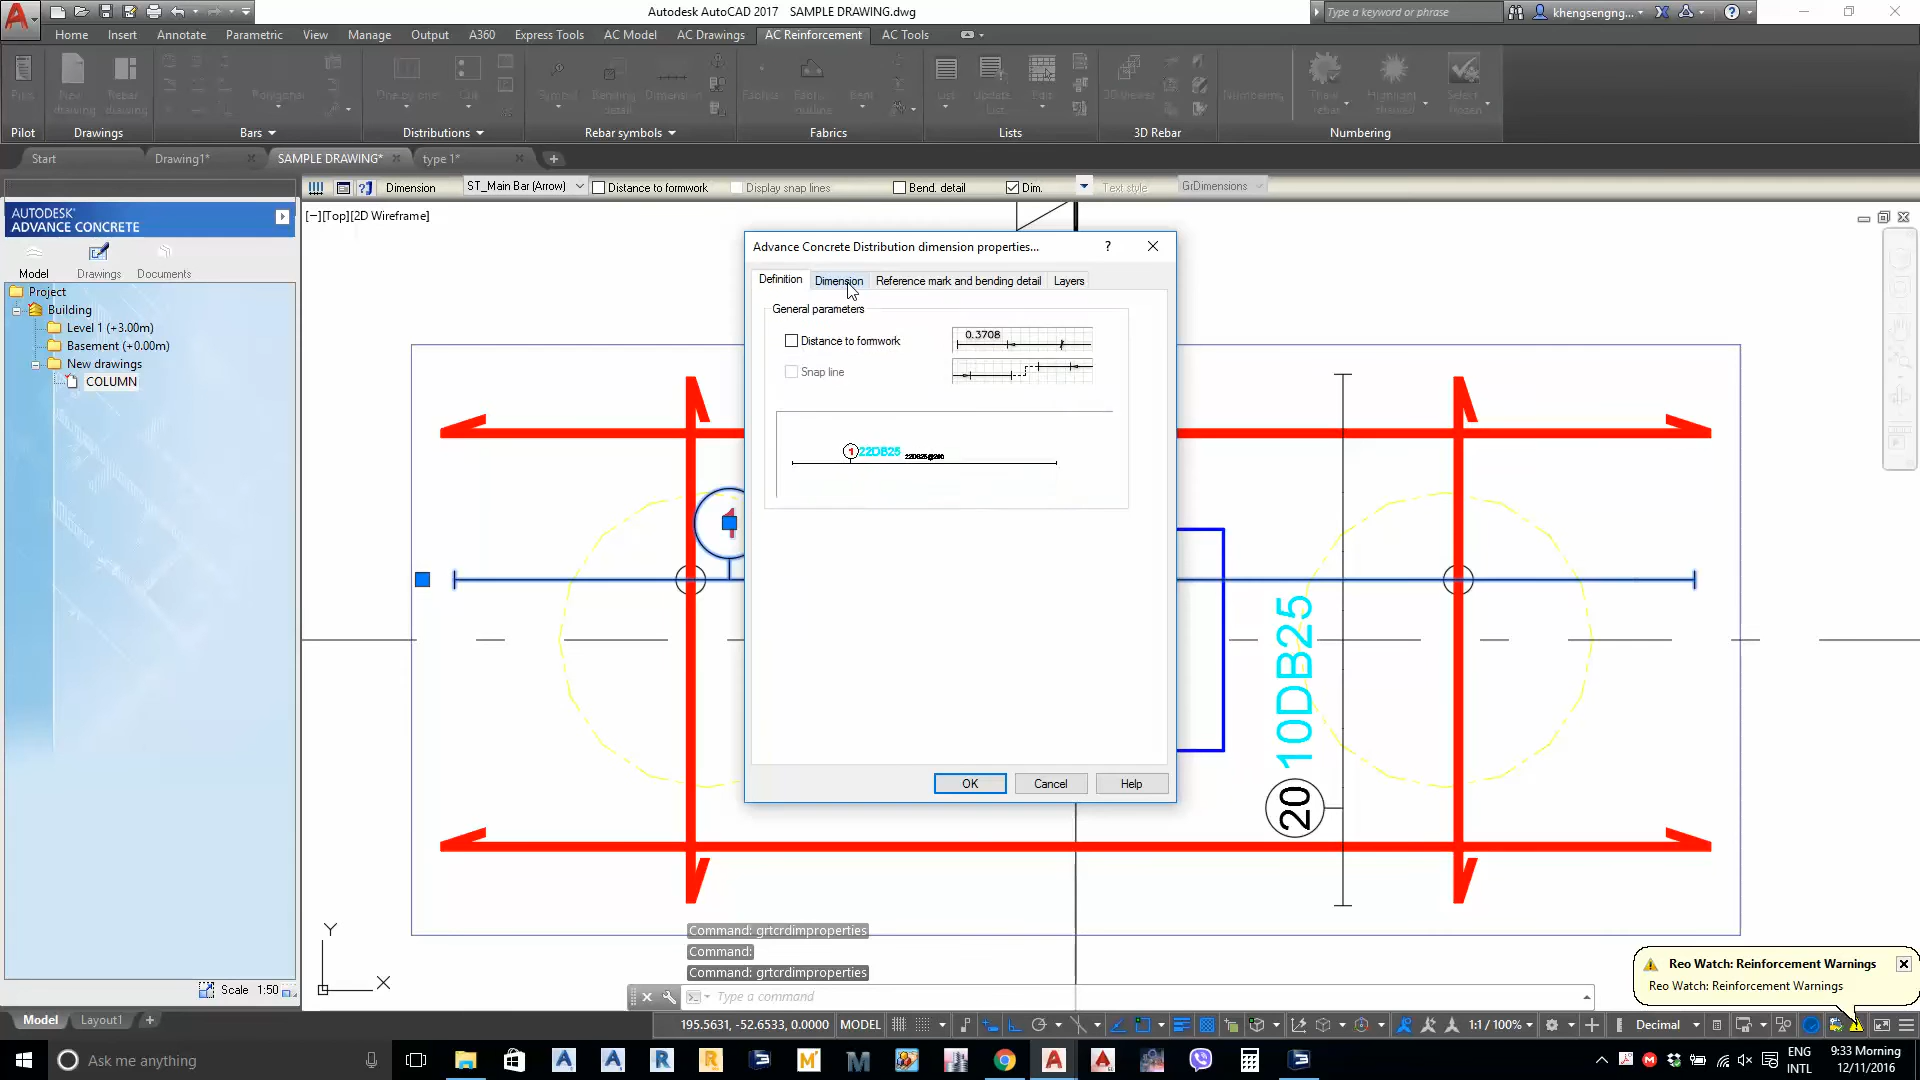 Autodesk AutoCAD 2017 SAMPLE DRAWING.dwg
Type a keyword or phrase
khengsengng...
Home Insert Annotate Parametric View Manage Output A360 Express Tools AC Model AC Drawings AC Reinforcement AC Tools
Pilot Drawings Bars Distributions Rebar symbols Fabrics Lists 3D Rebar Numbering
Start Drawing1* SAMPLE DRAWING* type 1*
Dimension ST_Main Bar (Arrow) Distance to formwork Display snap lines Bend. detail Dim. Text style GrDimensions
AUTODESK®
ADVANCE CONCRETE
Model Drawings Documents
Project
Building
Level 1 (+3.00m)
Basement (+0.00m)
New drawings
COLUMN
Scale 1:50
[−][Top][2D Wireframe]
Advance Concrete Distribution dimension properties...
Definition Dimension Reference mark and bending detail Layers
General parameters
Distance to formwork
0.3708
Snap line
1 22DB25 22DB25@200
OK Cancel Help
1
20 10DB25
Y
X
Command: grtcrdimproperties
Command:
Command: grtcrdimproperties
Type a command
Reo Watch: Reinforcement Warnings
Reo Watch: Reinforcement Warnings
Model Layout1
195.5631, -52.6533, 0.0000 MODEL 1:1 / 100% Decimal
Ask me anything
ENG
INTL
9:33 Morning
12/11/2016